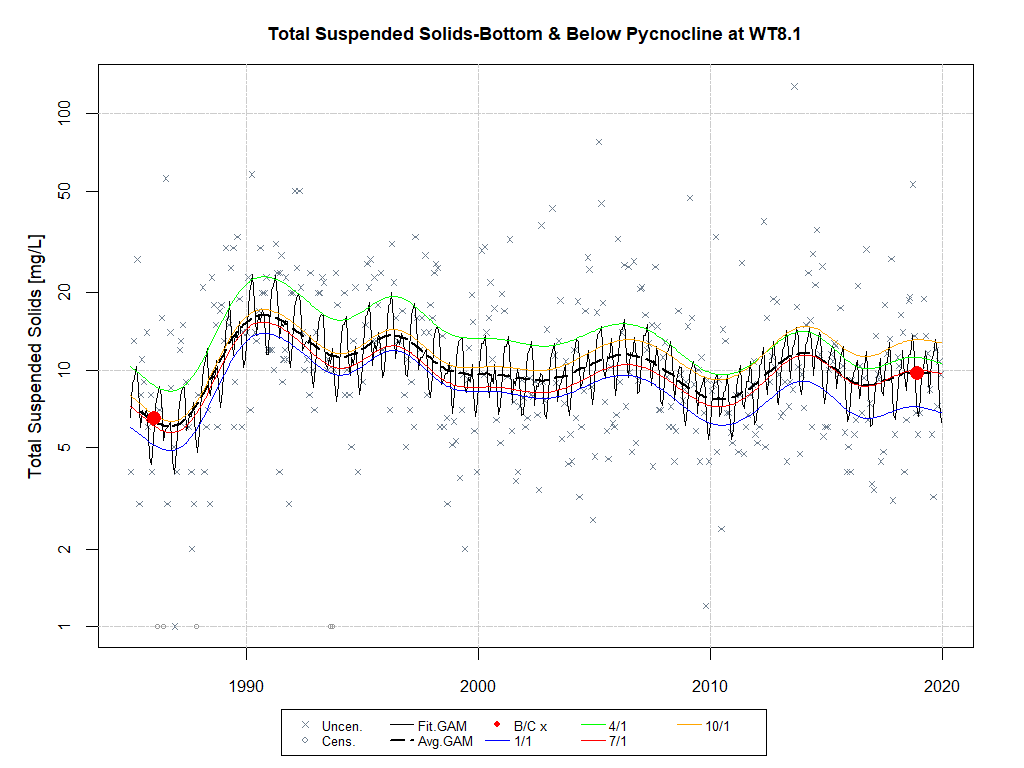 Total Suspended Solids-Bottom & Below Pycnocline at WT8.1
Total Suspended Solids [mg/L]
100
50
20
10
5
2
1
1990 2000 2010 2020
Uncen. Fit.GAM B/C x 4/1 10/1
Cens. Avg.GAM 1/1 7/1